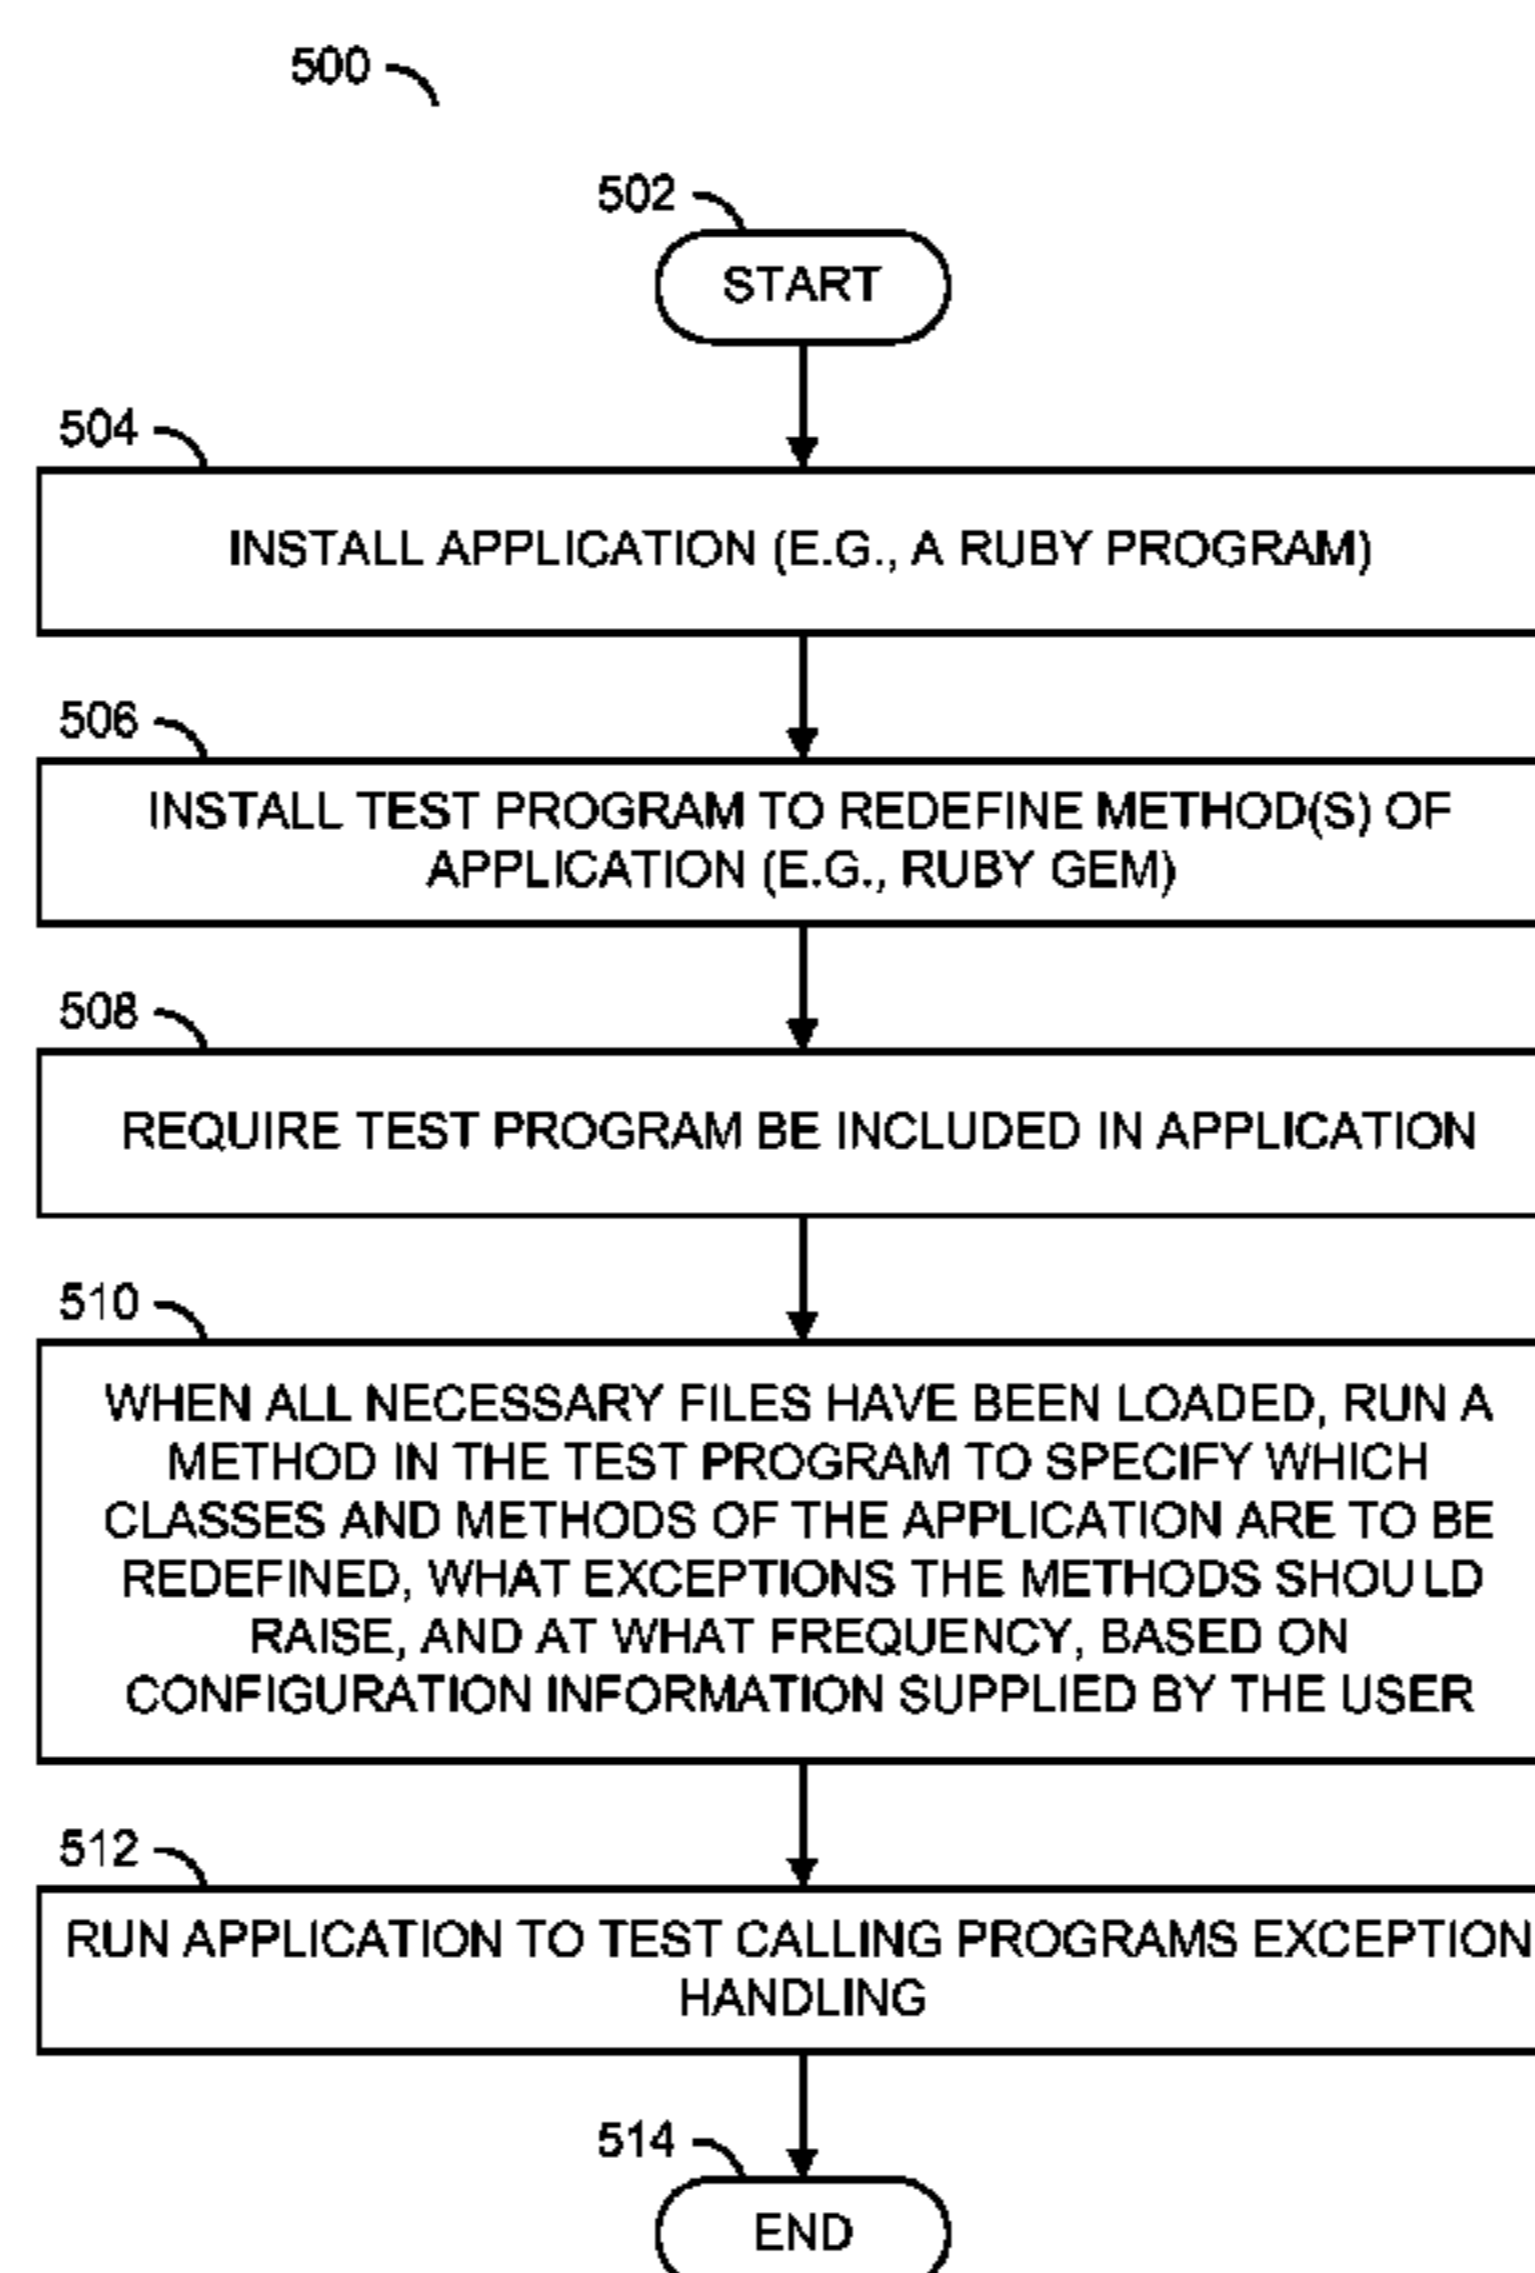 500
502
START
504
INSTALL APPLICATION (E.G., A RUBY PROGRAM)
506
INSTALL TEST PROGRAM TO REDEFINE METHOD(S) OF
APPLICATION (E.G., RUBY GEM)
508
REQUIRE TEST PROGRAM BE INCLUDED IN APPLICATION
510
WHEN ALL NECESSARY FILES HAVE BEEN LOADED, RUN A
METHOD IN THE TEST PROGRAM TO SPECIFY WHICH
CLASSES AND METHODS OF THE APPLICATION ARE TO BE
REDEFINED, WHAT EXCEPTIONS THE METHODS SHOULD
RAISE, AND AT WHAT FREQUENCY, BASED ON
CONFIGURATION INFORMATION SUPPLIED BY THE USER
512
RUN APPLICATION TO TEST CALLING PROGRAMS EXCEPTION
HANDLING
514
END